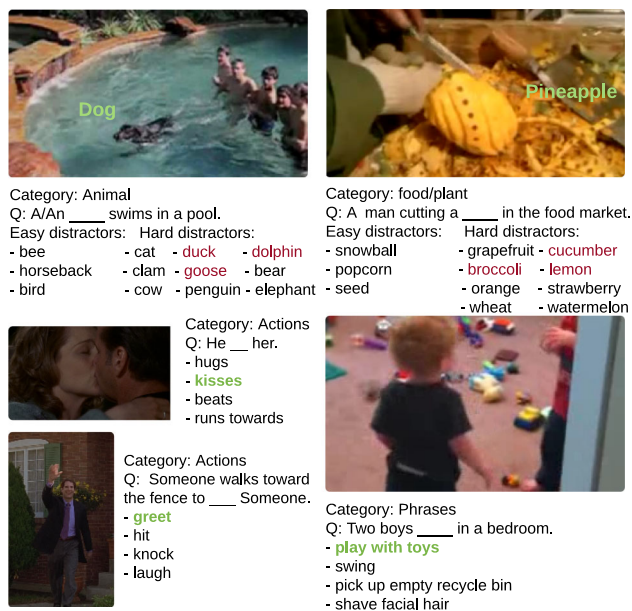 Dog
Category: Animal
Q: A/An ____ swims in a pool.
Easy distractors: Hard distractors:
- bee - cat - duck - dolphin
- horseback - clam - goose - bear
- bird - cow - penguin - elephant
Pineapple
Category: food/plant
Q: A man cutting a _____ in the food market.
Easy distractors: Hard distractors:
- snowball - grapefruit - cucumber
- popcorn - broccoli - lemon
- seed - orange - strawberry
- wheat - watermelon
Category: Actions
Q: He __ her.
- hugs
- kisses
- beats
- runs towards
Category: Actions
Q: Someone walks toward
the fence to ___ Someone.
- greet
- hit
- knock
- laugh
Category: Phrases
Q: Two boys ____ in a bedroom.
- play with toys
- swing
- pick up empty recycle bin
- shave facial hair